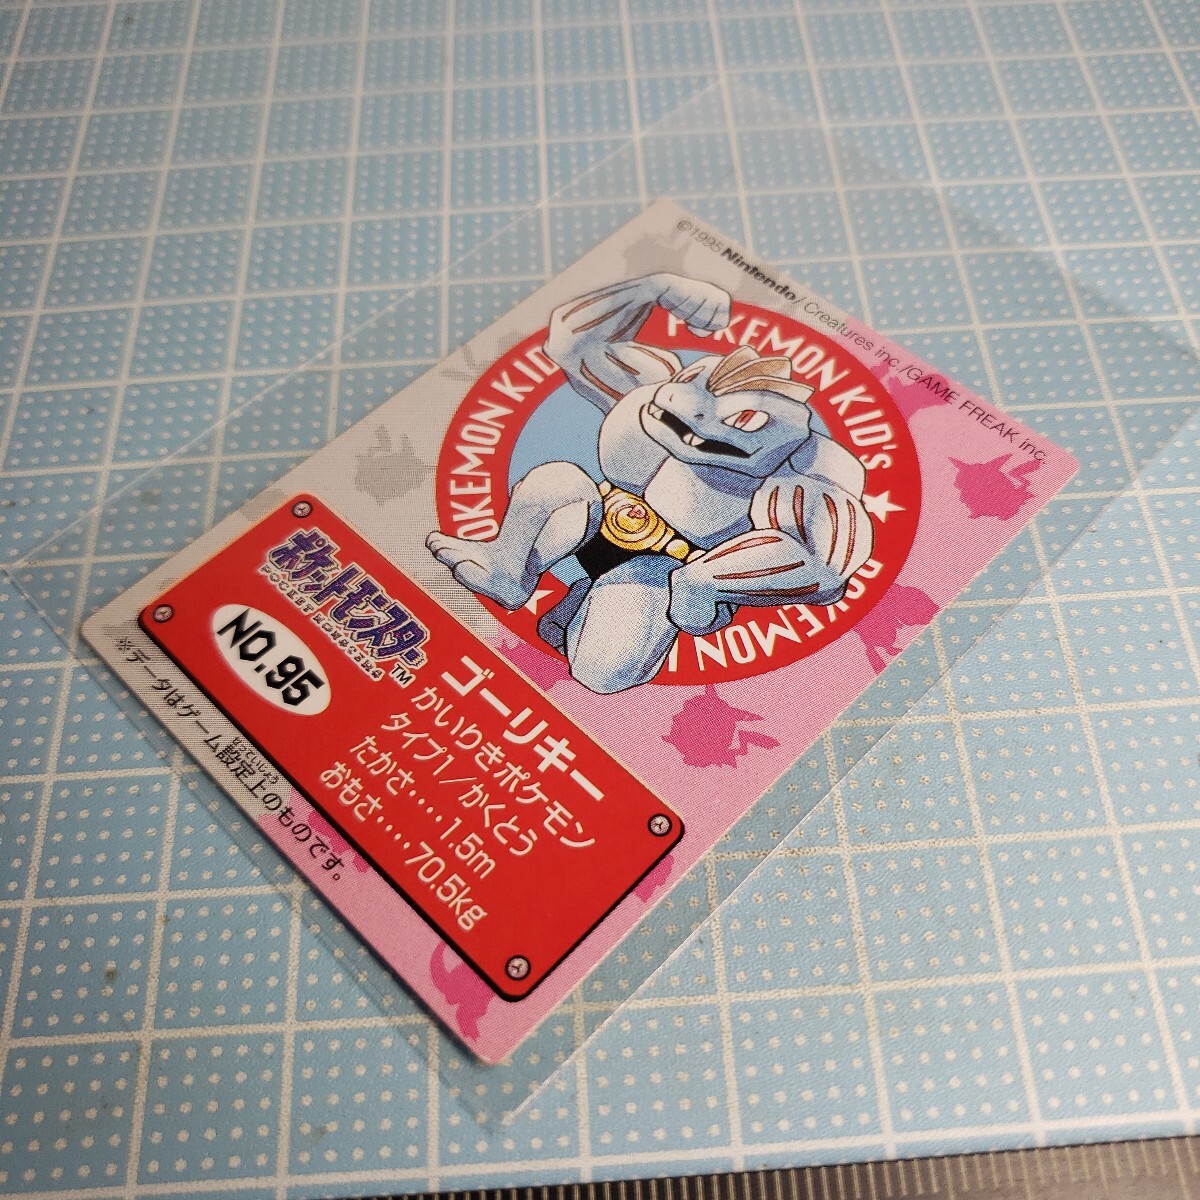 ©1995 Nintendo/Creatures inc./GAME FREAK inc.
POKEMON KID
POKEMON KID's ★
POKEMON
★
ポケットモンスター™
POCKET MONSTERS
NO.95
ゴーリキー
かいりきポケモン
タイプ1/かくとう
たかさ‥‥1.5m
おもさ‥‥70.5kg
※データはゲーム設定上のものです。